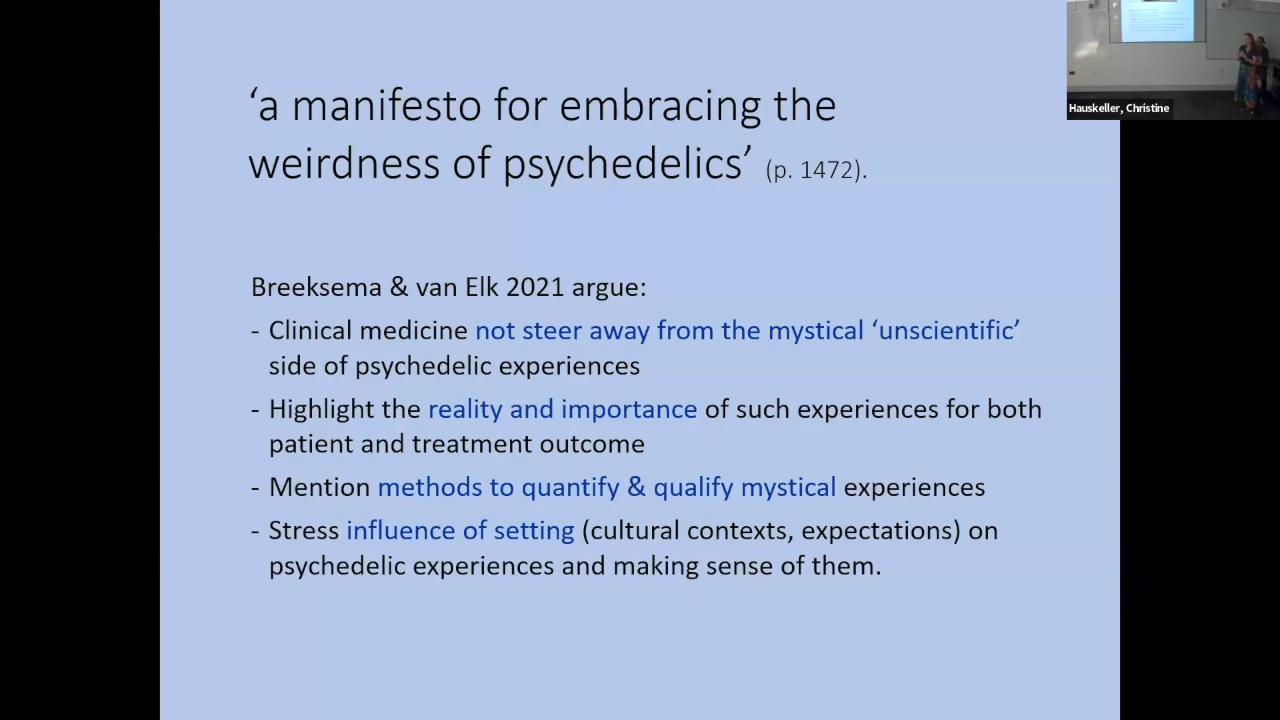 ‘a manifesto for embracing the
weirdness of psychedelics’ (p. 1472).
Hauskeller, Christine
Breeksema & van Elk 2021 argue:
- Clinical medicine not steer away from the mystical ‘unscientific’
side of psychedelic experiences
- Highlight the reality and importance of such experiences for both
patient and treatment outcome
- Mention methods to quantify & qualify mystical experiences
- Stress influence of setting (cultural contexts, expectations) on
psychedelic experiences and making sense of them.